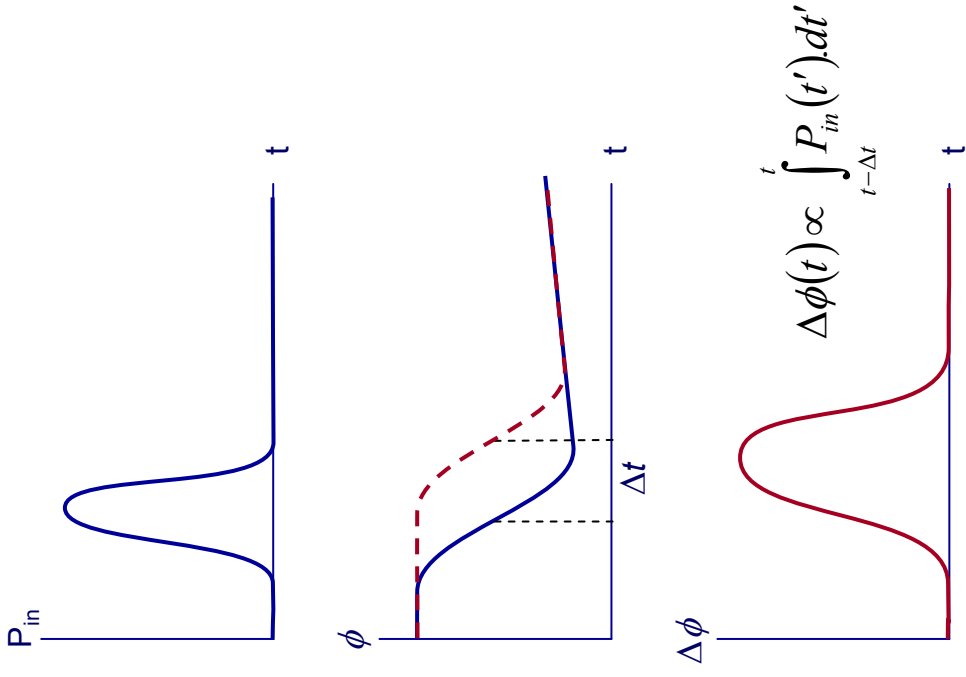 P_in
t
ϕ
t
Δt
Δϕ
t
Δϕ(t) ∝ ∫_{t−Δt}^{t} P_in(t′).dt′